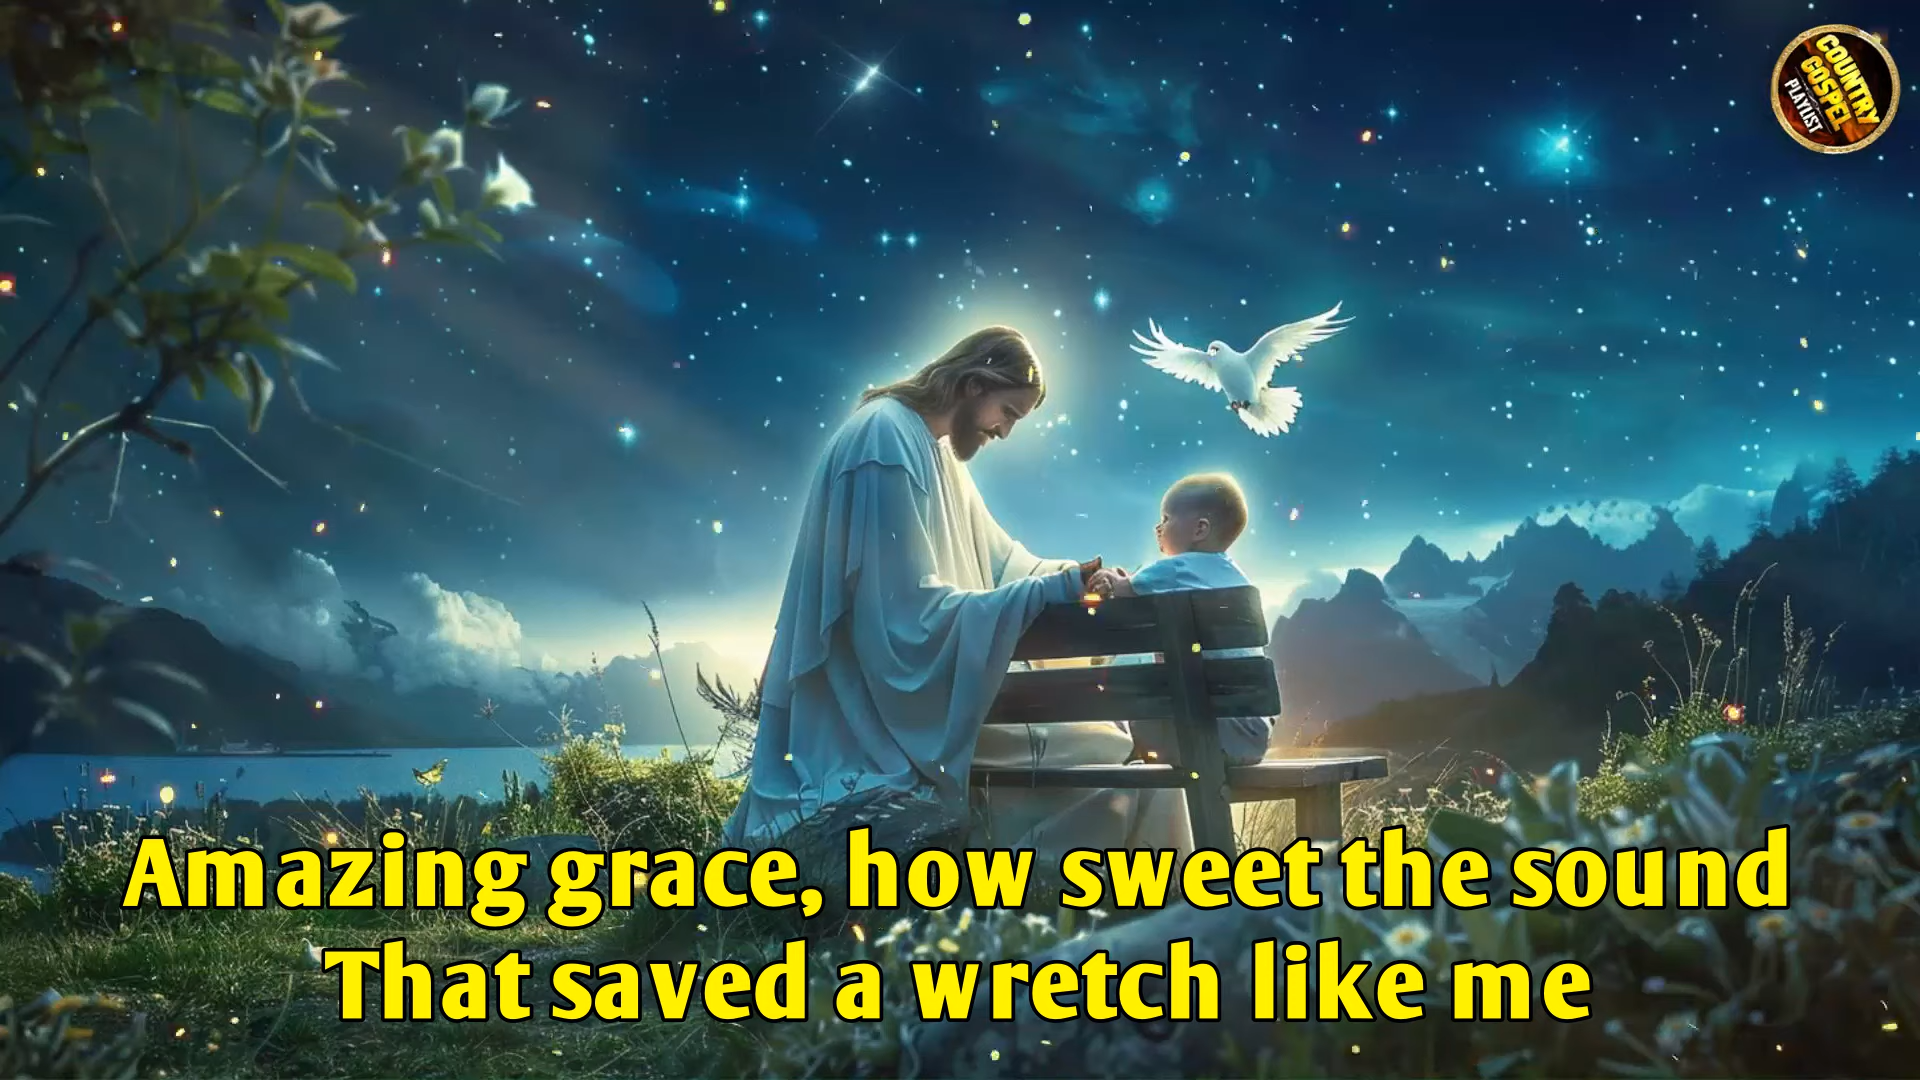 COUNTRY
GOSPEL
PLAYLIST
Amazing grace, how sweet the sound
That saved a wretch like me